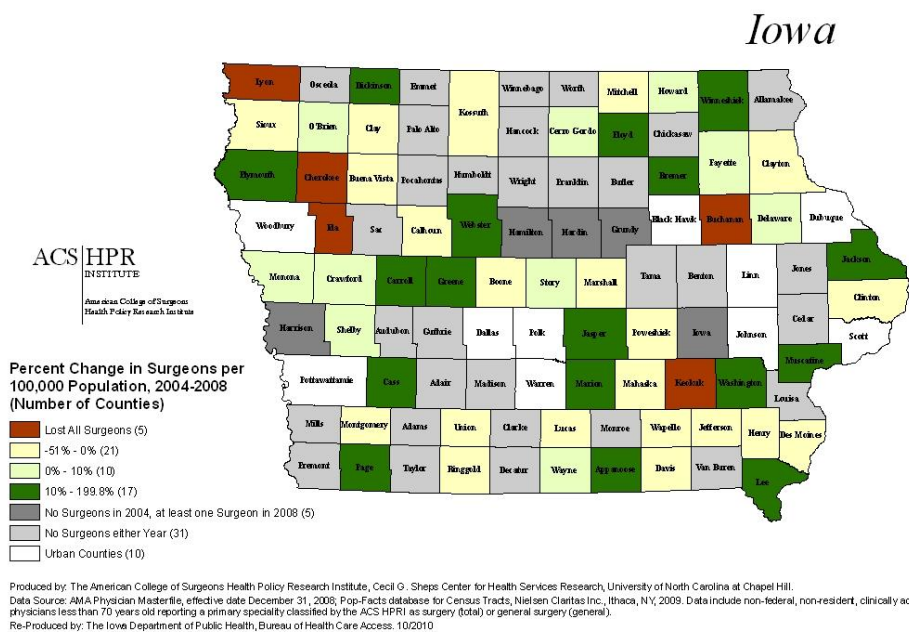 Iowa
Lyon Osceola Dickinson Emmet Winnebago Worth Mitchell Howard Winneshiek Allamakee
Kossuth
Sioux O'Brien Clay Palo Alto Hancock Cerro Gordo Floyd Chickasaw
Fayette Clayton
Plymouth Cherokee Buena Vista Pocahontas Humboldt Wright Franklin Butler Bremer
Woodbury Ida Sac Calhoun Webster Hamilton Hardin Grundy Black Hawk Buchanan Delaware Dubuque
ACS HPR
INSTITUTE
American College of Surgeons
Health Policy Research Institute
Monona Crawford Carroll Greene Boone Story Marshall Tama Benton Linn Jones Jackson
Clinton
Harrison Shelby Audubon Guthrie Dallas Polk Jasper Poweshiek Iowa Johnson Cedar Scott
Muscatine
Pottawattamie Cass Adair Madison Warren Marion Mahaska Keokuk Washington Louisa
Mills Montgomery Adams Union Clarke Lucas Monroe Wapello Jefferson Henry Des Moines
Fremont Page Taylor Ringgold Decatur Wayne Appanoose Davis Van Buren Lee
Percent Change in Surgeons per
100,000 Population, 2004-2008
(Number of Counties)
Lost All Surgeons (5)
-51% - 0% (21)
0% - 10% (10)
10% - 199.8% (17)
No Surgeons in 2004, at least one Surgeon in 2008 (5)
No Surgeons either Year (31)
Urban Counties (10)
Produced by: The American College of Surgeons Health Policy Research Institute, Cecil G. Sheps Center for Health Services Research, University of North Carolina at Chapel Hill.
Data Source: AMA Physician Masterfile, effective date December 31, 2008; Pop-Facts database for Census Tracts, Nielsen Claritas Inc., Ithaca, NY, 2009. Data include non-federal, non-resident, clinically ac
physicians less than 70 years old reporting a primary speciality classified by the ACS HPRI as surgery (total) or general surgery (general).
Re-Produced by: The Iowa Department of Public Health, Bureau of Health Care Access. 10/2010